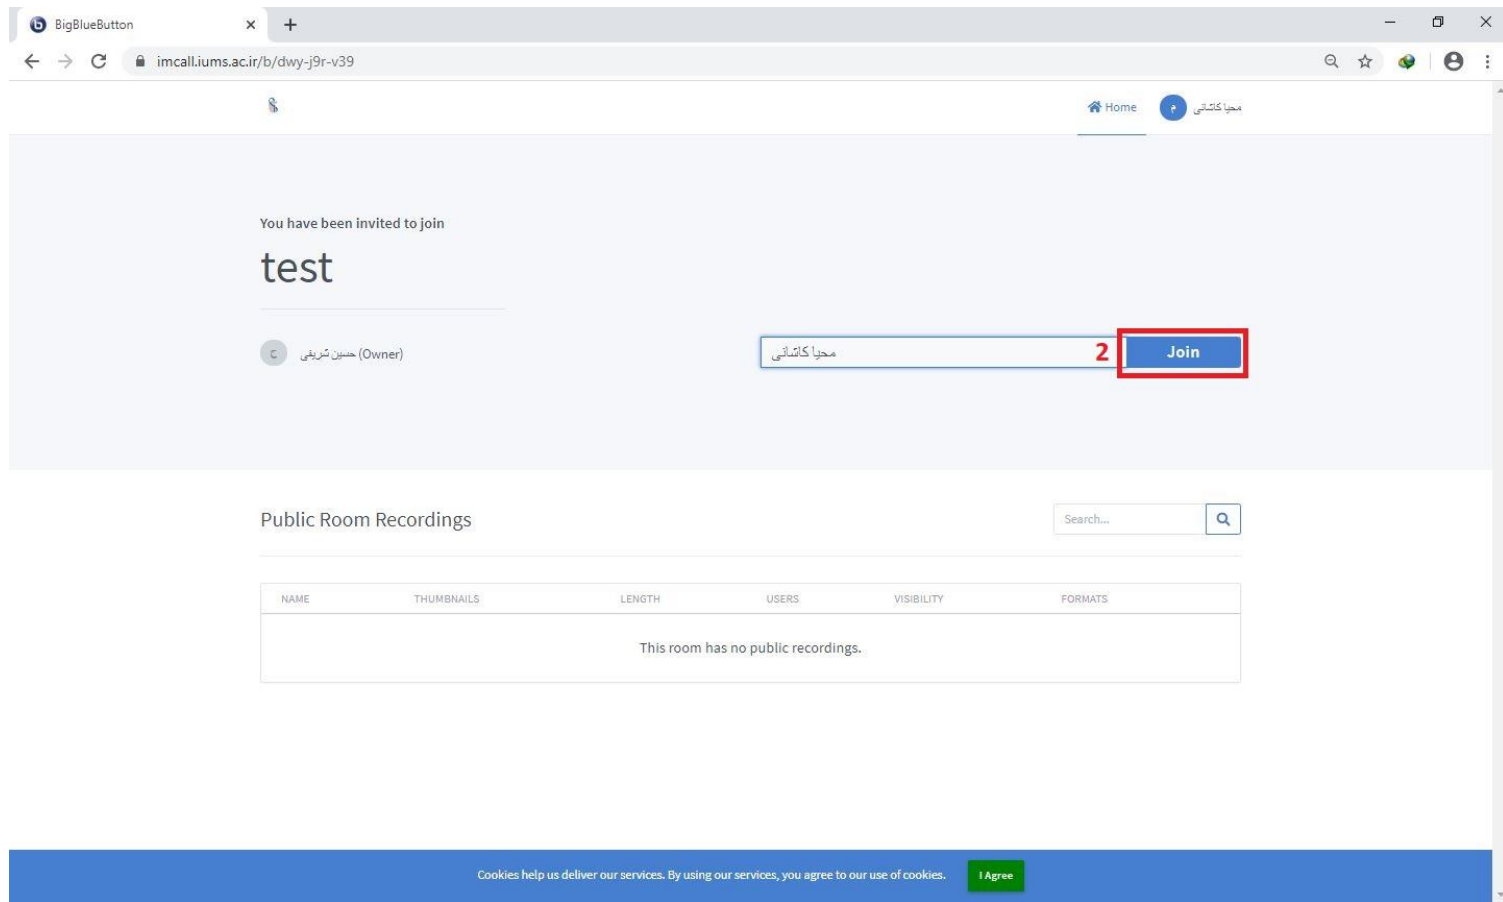 BigBlueButton
imcall.iums.ac.ir/b/dwy-j9r-v39
Home
م
محیا کاشانی
You have been invited to join
test
ح
حسین شریفی (Owner)
محیا کاشانی
2
Join
Public Room Recordings
Search...
NAME THUMBNAILS LENGTH USERS VISIBILITY FORMATS
This room has no public recordings.
Cookies help us deliver our services. By using our services, you agree to our use of cookies.
I Agree